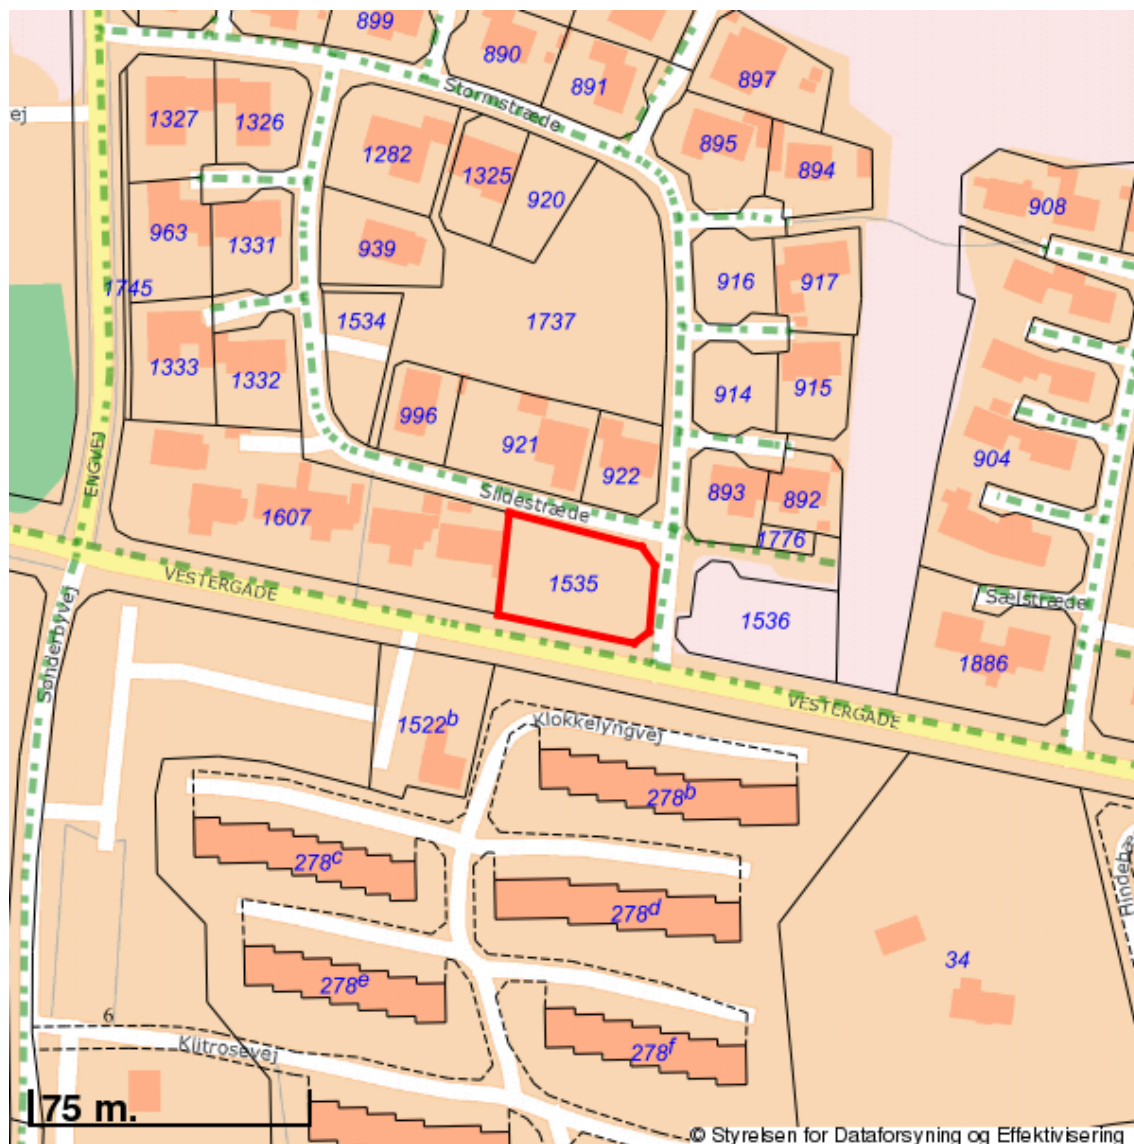 899
890
891
897
Stormstræde
ej
1327
1326
1282
1325
920
895
894
908
963
1331
939
916
917
1745
1534
1737
1333
1332
914
915
996
921
922
904
893
892
ENGVEJ
Sildestræde
1607
1776
1535
VESTERGADE
1536
Sælstræde
Sønderbyvej
1886
1522b
Klokkelyngvej
VESTERGADE
278b
278c
278d
278e
34
6
278f
Klitrosevej
75 m.
© Styrelsen for Dataforsyning og Effektivisering